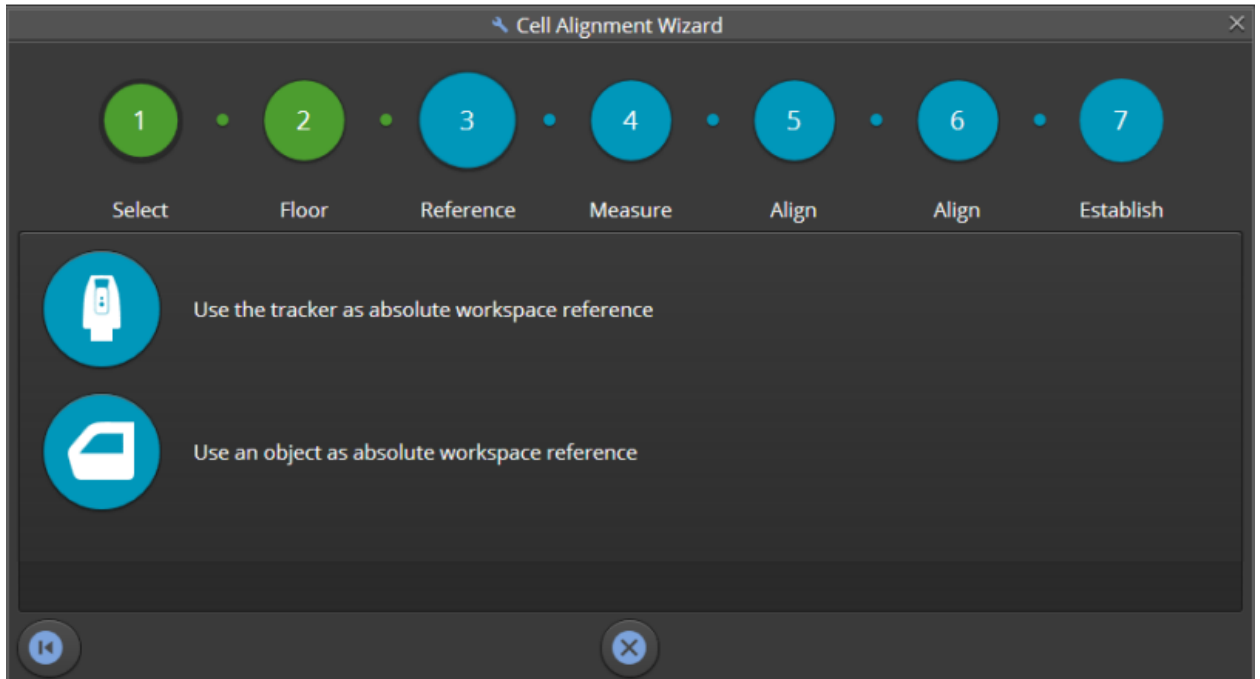 Cell Alignment Wizard
1 2 3 4 5 6 7
Select Floor Reference Measure Align Align Establish
Use the tracker as absolute workspace reference
Use an object as absolute workspace reference